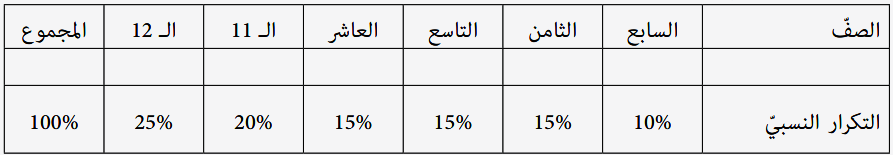 الصفّ السابع الثامن التاسع العاشر الـ 11 الـ 12 المجموع
التكرار النسبيّ 10% 15% 15% 15% 20% 25% 100%